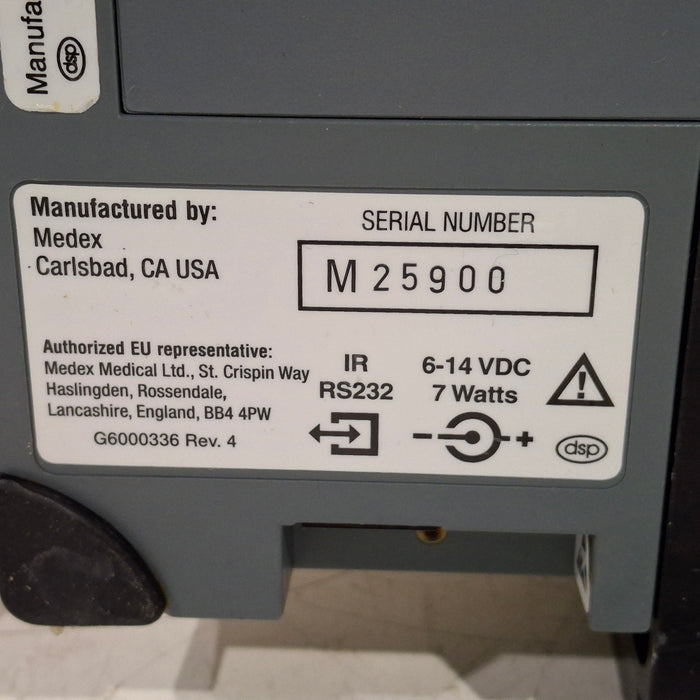 Manufa
dsp
Manufactured by:
Medex
Carlsbad, CA USA
SERIAL NUMBER
M 25900
Authorized EU representative:
Medex Medical Ltd., St. Crispin Way
Haslingden, Rossendale,
Lancashire, England, BB4 4PW
G6000336 Rev. 4
IR
RS232
6-14 VDC
7 Watts
dsp